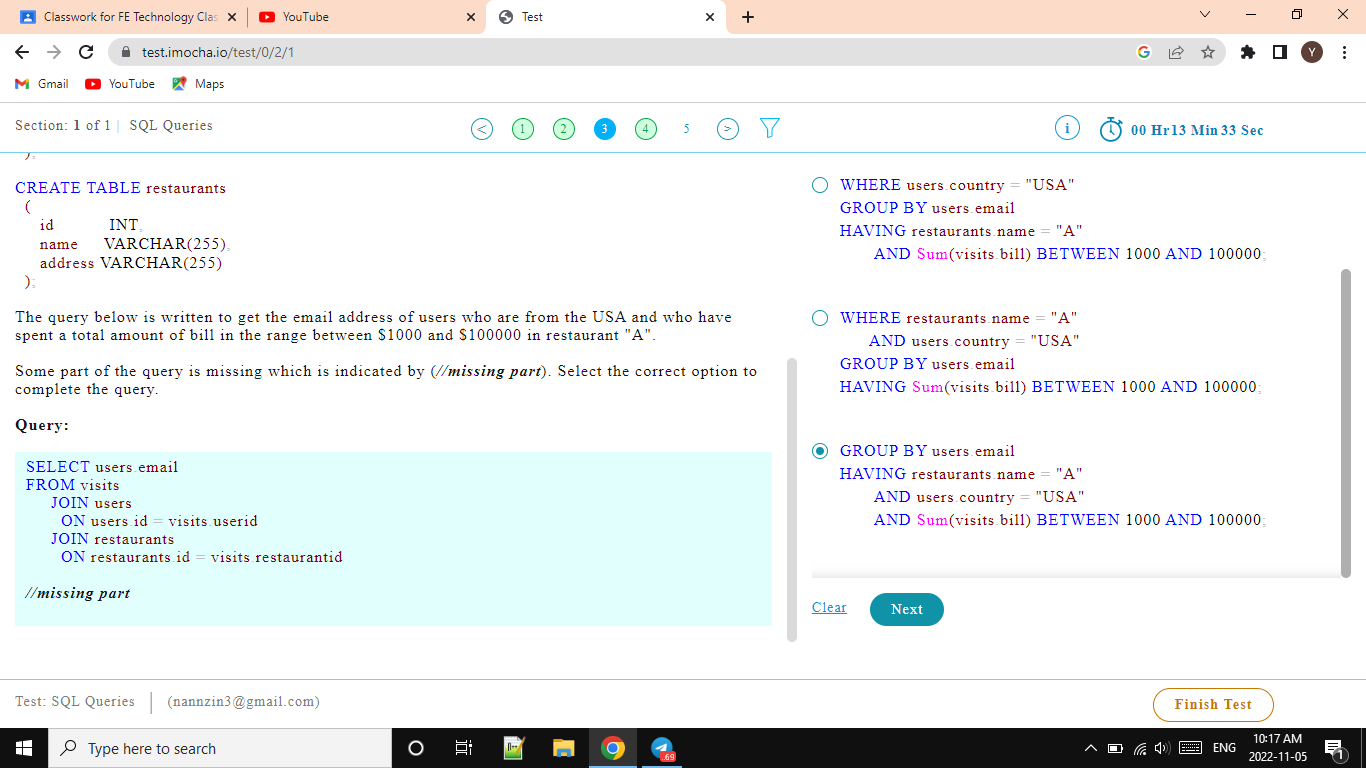 Classwork for FE Technology Clas
YouTube
Test
test.imocha.io/test/0/2/1
Y
Gmail
YouTube
Maps
Section: 1 of 1 | SQL Queries
< 1 2 3 4 5 >
i
00 Hr13 Min 33 Sec
);
CREATE TABLE restaurants
(
id INT,
name VARCHAR(255),
address VARCHAR(255)
);
The query below is written to get the email address of users who are from the USA and who have
spent a total amount of bill in the range between $1000 and $100000 in restaurant "A".
Some part of the query is missing which is indicated by (//missing part). Select the correct option to
complete the query.
Query:
SELECT users.email
FROM visits
JOIN users
ON users.id = visits.userid
JOIN restaurants
ON restaurants.id = visits.restaurantid
//missing part
WHERE users.country = "USA"
GROUP BY users.email
HAVING restaurants.name = "A"
AND Sum(visits.bill) BETWEEN 1000 AND 100000;
WHERE restaurants.name = "A"
AND users.country = "USA"
GROUP BY users.email
HAVING Sum(visits.bill) BETWEEN 1000 AND 100000;
GROUP BY users.email
HAVING restaurants.name = "A"
AND users.country = "USA"
AND Sum(visits.bill) BETWEEN 1000 AND 100000;
Clear
Next
Test: SQL Queries
(nannzin3@gmail.com)
Finish Test
Type here to search
.69
ENG
10:17 AM
2022-11-05
1